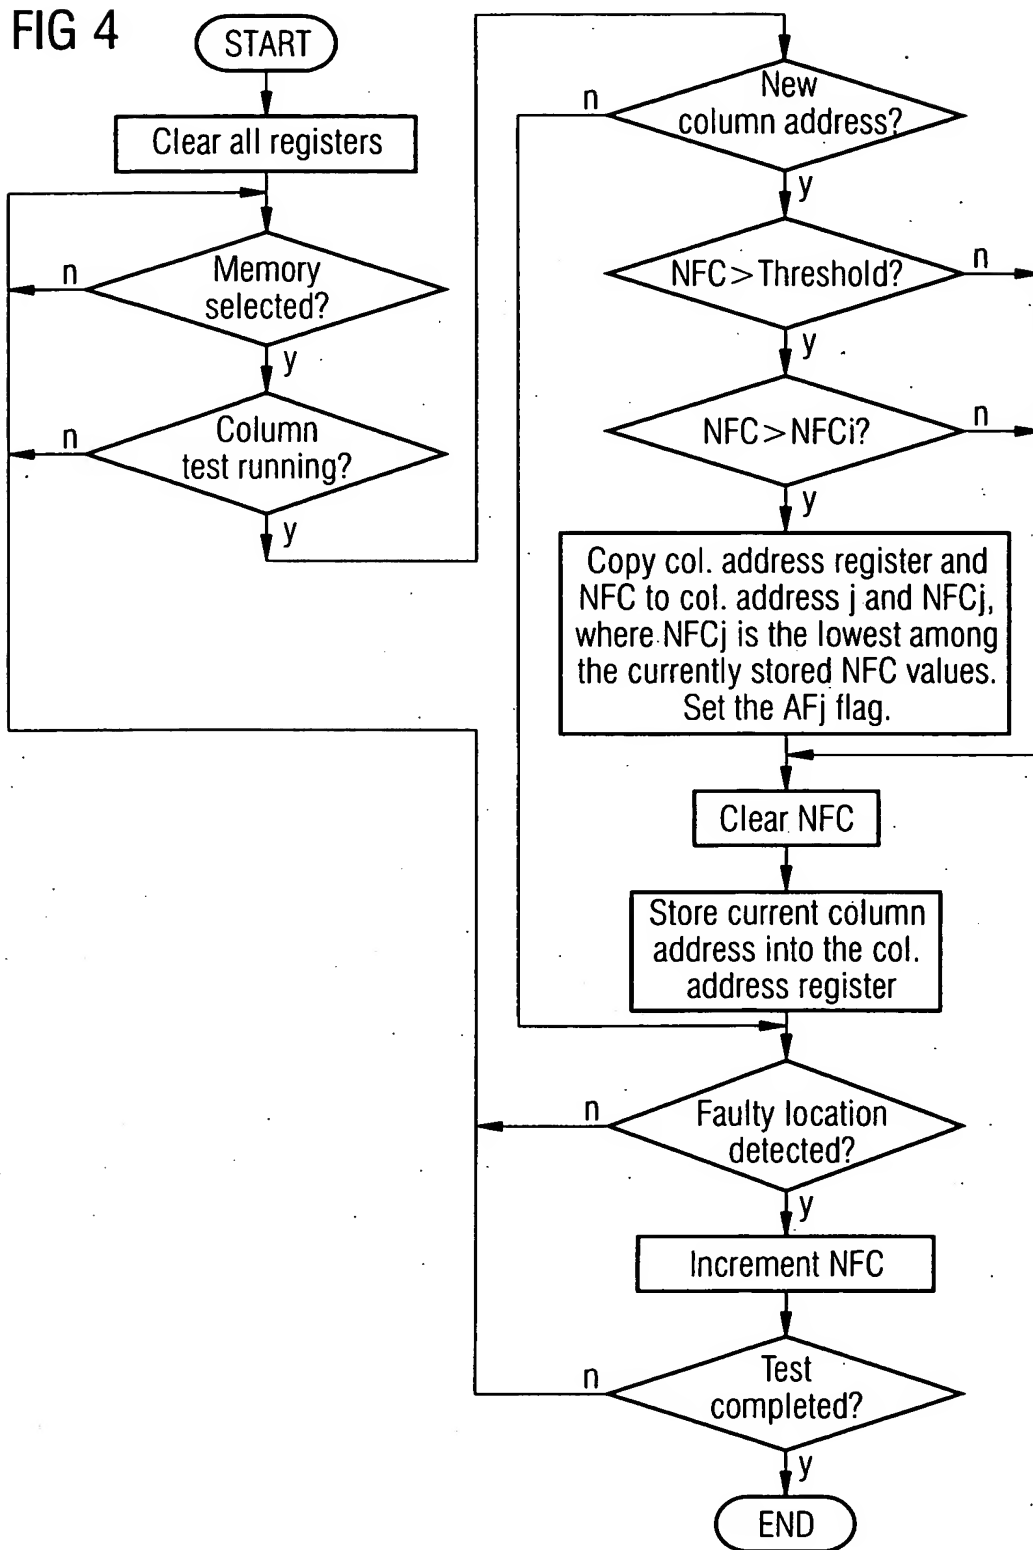 FIG 4
START
Clear all registers
Memory
selected?
n
y
Column
test running?
n
y
New
column address?
n
y
NFC > Threshold?
n
y
NFC > NFCi?
n
y
Copy col. address register and
NFC to col. address j and NFCj,
where NFCj is the lowest among
the currently stored NFC values.
Set the AFj flag.
Clear NFC
Store current column
address into the col.
address register
Faulty location
detected?
n
y
Increment NFC
Test
completed?
n
y
END